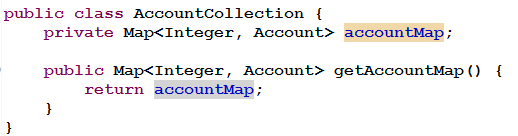 public class AccountCollection {
    private Map<Integer, Account> accountMap;
    public Map<Integer, Account> getAccountMap() {
        return accountMap;
    }
}